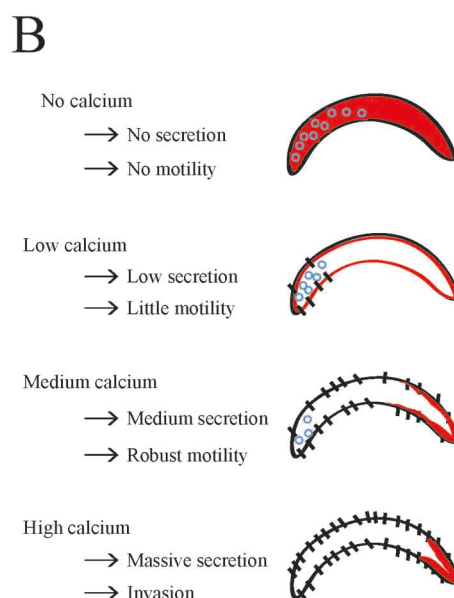 B
No calcium
→ No secretion
→ No motility
Low calcium
→ Low secretion
→ Little motility
Medium calcium
→ Medium secretion
→ Robust motility
High calcium
→ Massive secretion
→ Invasion